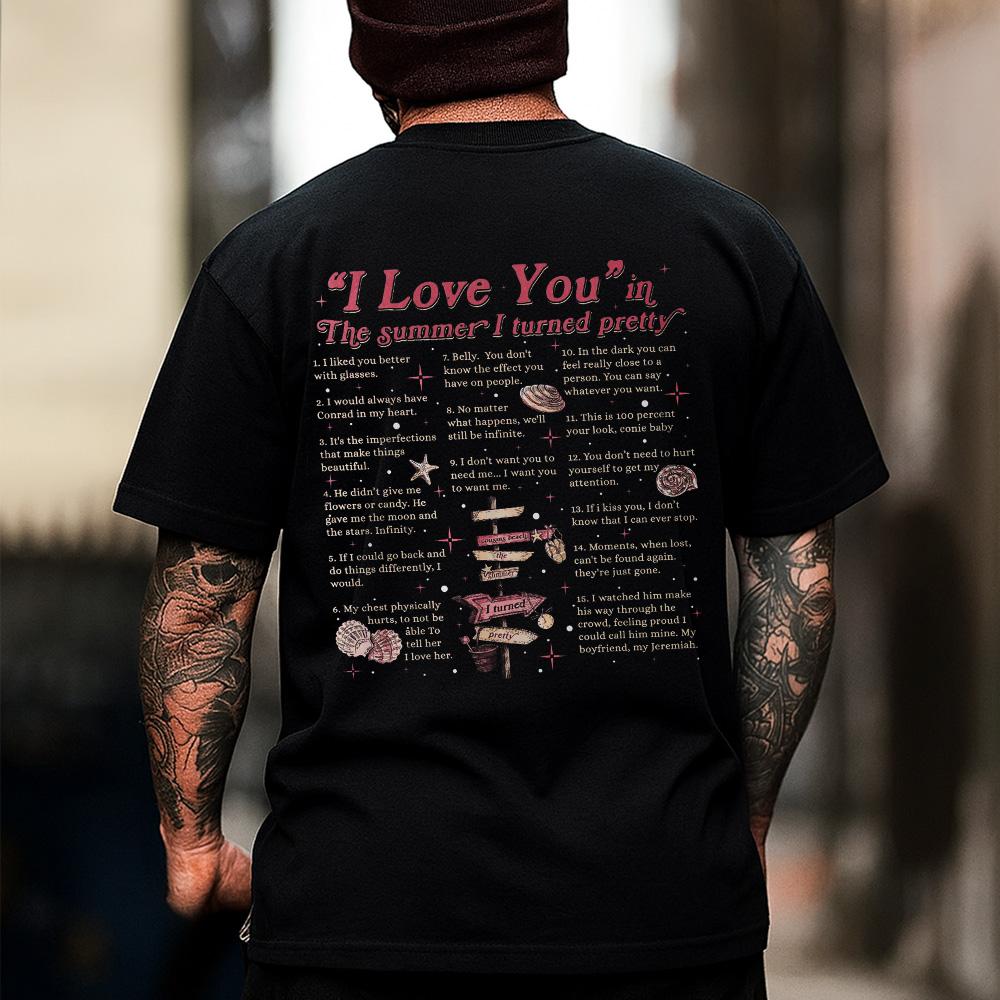 “I Love You” in
The summer I turned pretty
1. I liked you better
with glasses.
2. I would always have
Conrad in my heart.
3. It's the imperfections
that make things
beautiful.
4. He didn't give me
flowers or candy. He
gave me the moon and
the stars. Infinity.
5. If I could go back and
do things differently, I
would.
6. My chest physically
hurts, to not be
able To
tell her
I love her.
7. Belly. You don't
know the effect you
have on people.
8. No matter
what happens, we'll
still be infinite.
9. I don't want you to
need me... I want you
to want me.
cousins beach
the
summer
I turned
pretty
10. In the dark you can
feel really close to a
person. You can say
whatever you want.
11. This is 100 percent
your look, conie baby
12. You don't need to hurt
yourself to get my
attention.
13. If i kiss you, I don't
know that I can ever stop.
14. Moments, when lost,
can't be found again.
they're just gone.
15. I watched him make
his way through the
crowd, feeling proud I
could call him mine. My
boyfriend, my Jeremiah.